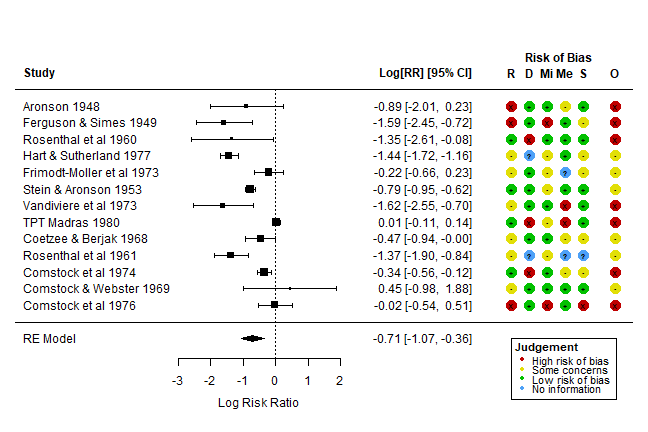 Risk of Bias
Study Log[RR] [95% CI] R D Mi Me S O
Aronson 1948 -0.89 [-2.01, 0.23]
Ferguson & Simes 1949 -1.59 [-2.45, -0.72]
Rosenthal et al 1960 -1.35 [-2.61, -0.08]
Hart & Sutherland 1977 -1.44 [-1.72, -1.16]
Frimodt-Moller et al 1973 -0.22 [-0.66, 0.23]
Stein & Aronson 1953 -0.79 [-0.95, -0.62]
Vandiviere et al 1973 -1.62 [-2.55, -0.70]
TPT Madras 1980 0.01 [-0.11, 0.14]
Coetzee & Berjak 1968 -0.47 [-0.94, -0.00]
Rosenthal et al 1961 -1.37 [-1.90, -0.84]
Comstock et al 1974 -0.34 [-0.56, -0.12]
Comstock & Webster 1969 0.45 [-0.98, 1.88]
Comstock et al 1976 -0.02 [-0.54, 0.51]
RE Model -0.71 [-1.07, -0.36]
-3 -2 -1 0 1 2
Log Risk Ratio
Judgement
High risk of bias
Some concerns
Low risk of bias
No information